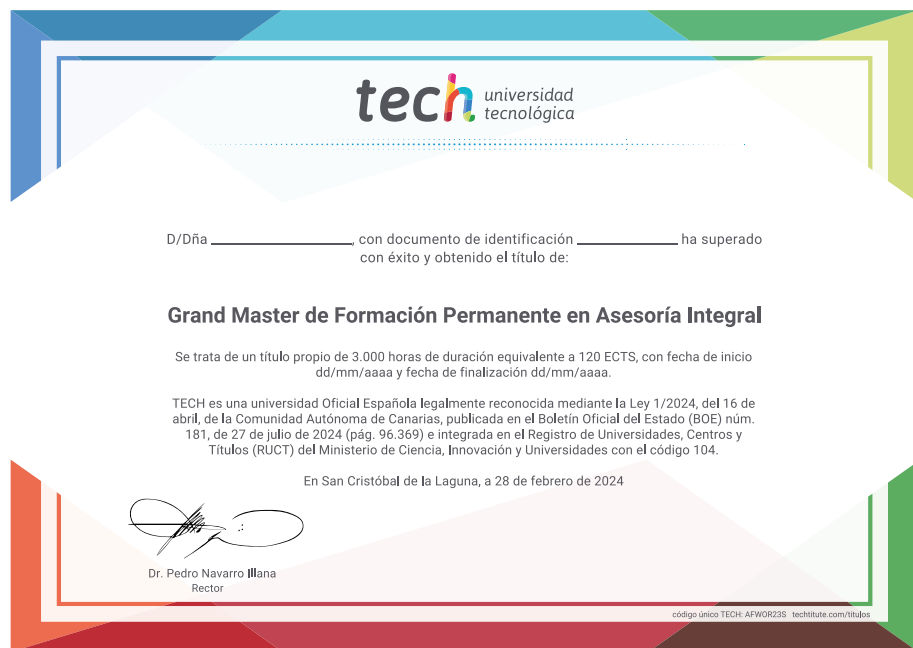 tech universidad
tecnológica
D/Dña ______________, con documento de identificación __________ ha superado
con éxito y obtenido el título de:
Grand Master de Formación Permanente en Asesoría Integral
Se trata de un título propio de 3.000 horas de duración equivalente a 120 ECTS, con fecha de inicio
dd/mm/aaaa y fecha de finalización dd/mm/aaaa.
TECH es una universidad Oficial Española legalmente reconocida mediante la Ley 1/2024, del 16 de
abril, de la Comunidad Autónoma de Canarias, publicada en el Boletín Oficial del Estado (BOE) núm.
181, de 27 de julio de 2024 (pág. 96.369) e integrada en el Registro de Universidades, Centros y
Títulos (RUCT) del Ministerio de Ciencia, Innovación y Universidades con el código 104.
En San Cristóbal de la Laguna, a 28 de febrero de 2024
Dr. Pedro Navarro Illana
Rector
código único TECH: AFWOR23S techtitute.com/titulos